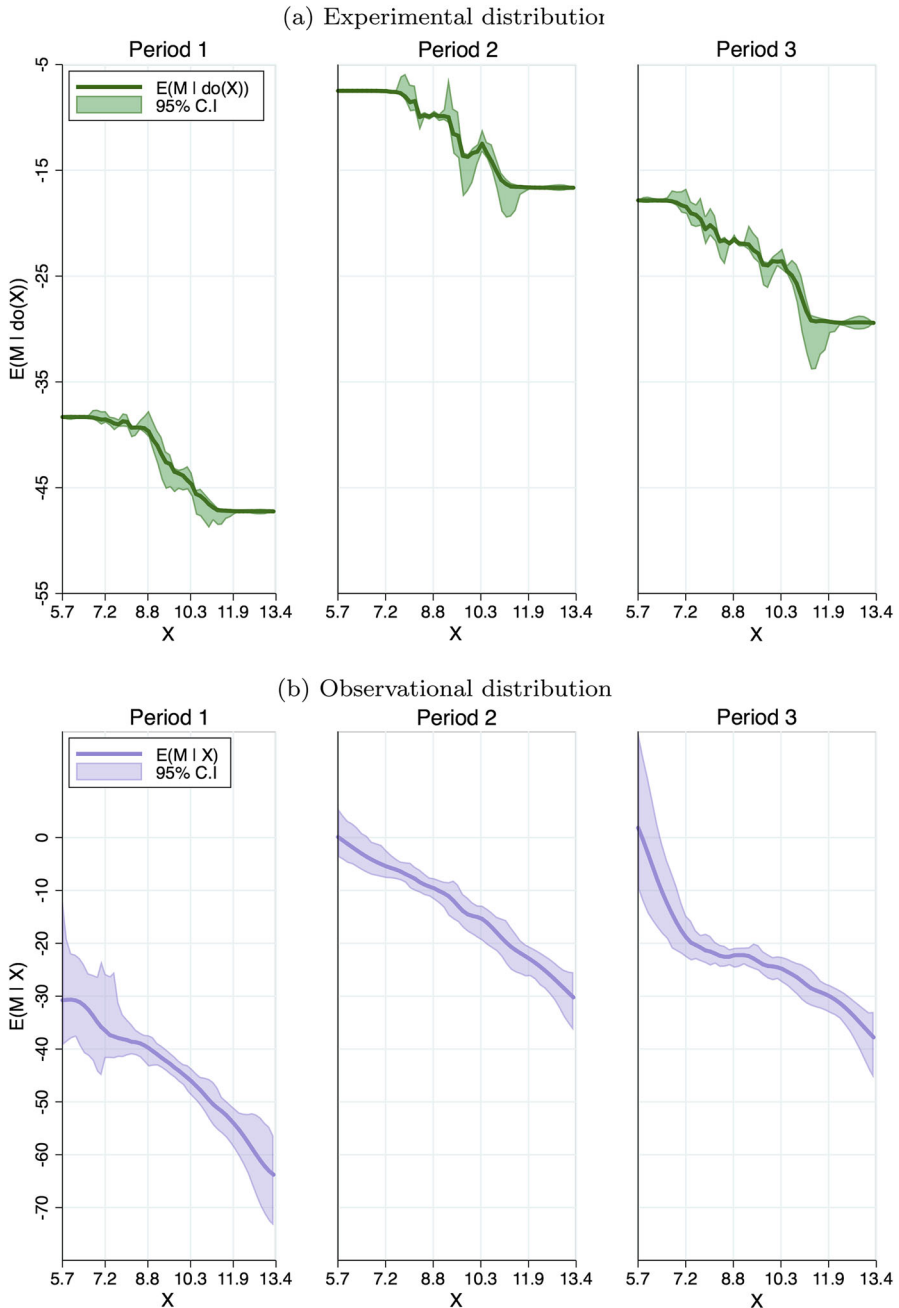 (a) Experimental distribution
Period 1 Period 2 Period 3
E(M | do(X))
95% C.I
-5
-15
-25
-35
-45
-55
E(M | do(X))
5.7 7.2 8.8 10.3 11.9 13.4 5.7 7.2 8.8 10.3 11.9 13.4 5.7 7.2 8.8 10.3 11.9 13.4
X X X
(b) Observational distribution
Period 1 Period 2 Period 3
E(M | X)
95% C.I
0
-10
-20
-30
-40
-50
-60
-70
E(M | X)
5.7 7.2 8.8 10.3 11.9 13.4 5.7 7.2 8.8 10.3 11.9 13.4 5.7 7.2 8.8 10.3 11.9 13.4
X X X